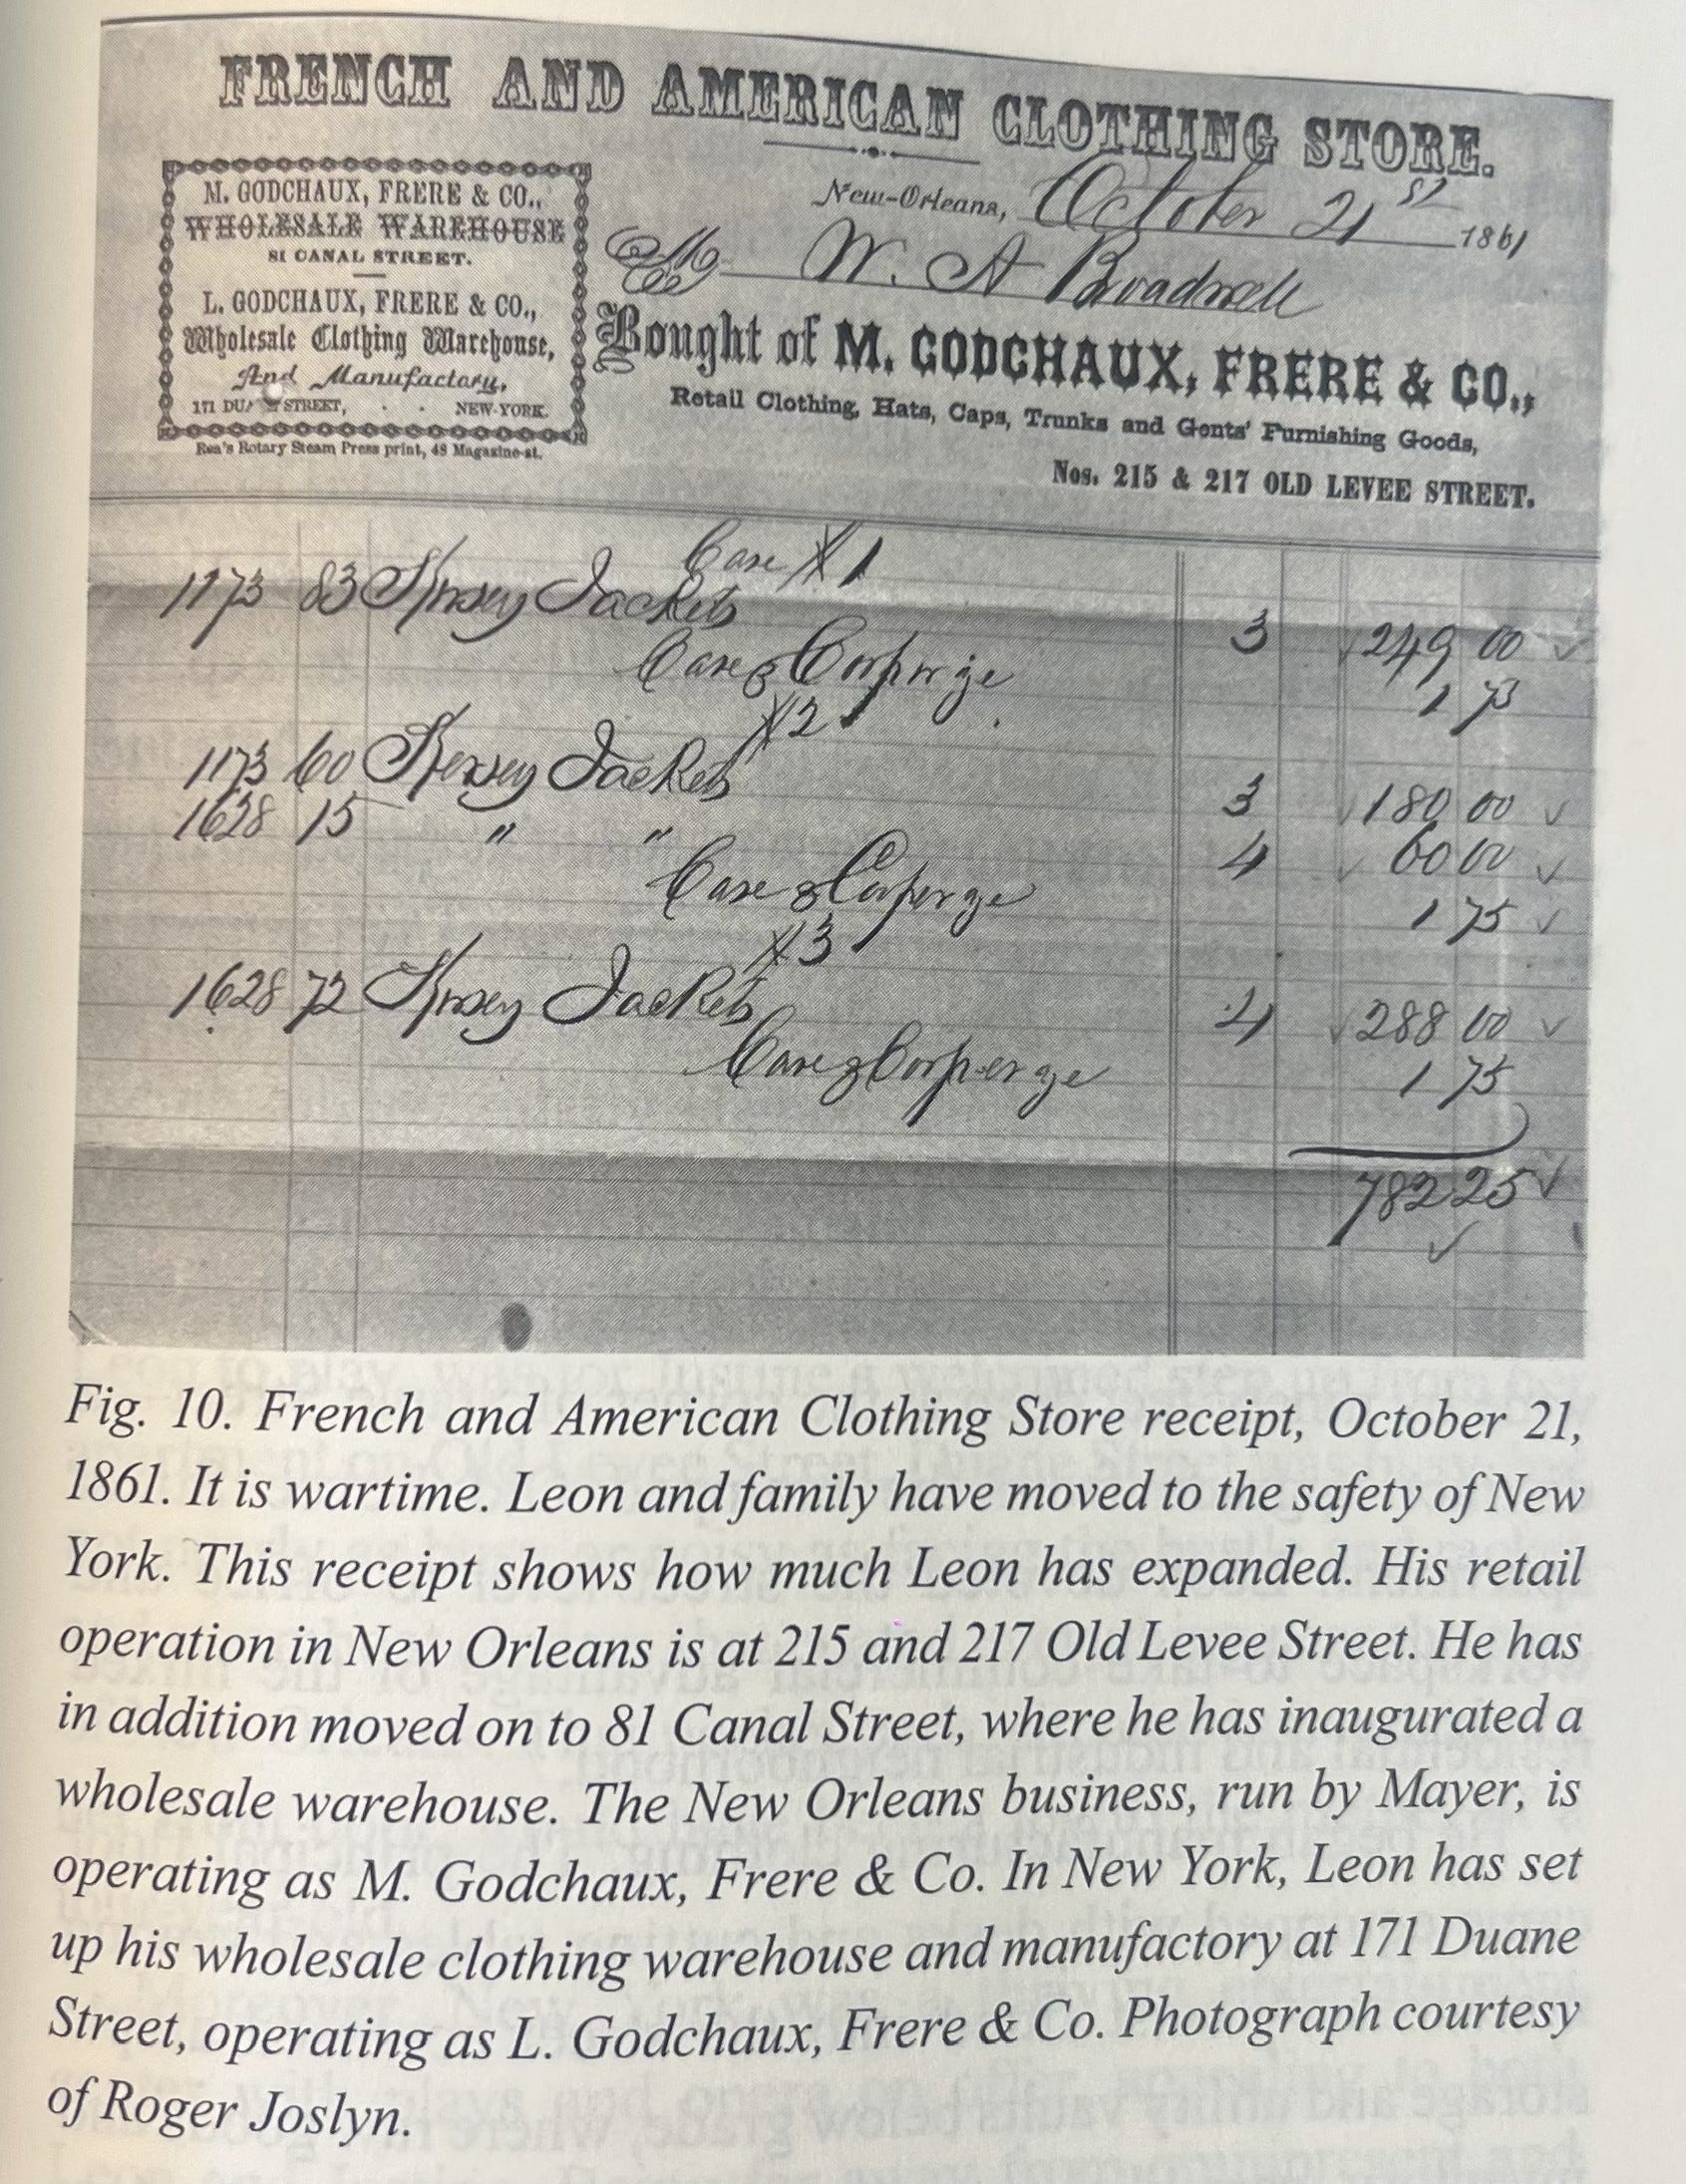 FRENCH AND AMERICAN CLOTHING STORE.
M. GODCHAUX, FRERE & CO.,
WHOLESALE WAREHOUSE
81 CANAL STREET.
L. GODCHAUX, FRERE & CO.,
Wholesale Clothing Warehouse,
And Manufactory,
171 DUA STREET, . . NEW-YORK.
Rea's Rotary Steam Press print, 48 Magazine-st.
New-Orleans, October 21st 1861
M W. A Broadwell
Bought of M. GODCHAUX, FRERE & CO.,
Retail Clothing, Hats, Caps, Trunks and Gents' Furnishing Goods,
Nos. 215 & 217 OLD LEVEE STREET.
Case #1
1173 83 Kersey Jackets 3 249 00
Case & 1 75
#2
1173 60 Kersey Jackets 3 180 00
1628 15 " " 4 60 00
Case & 1 75
#3
1628 72 Kersey Jackets 4 288 00
Case & 1 75
782 25
Fig. 10. French and American Clothing Store receipt, October 21,
1861. It is wartime. Leon and family have moved to the safety of New
York. This receipt shows how much Leon has expanded. His retail
operation in New Orleans is at 215 and 217 Old Levee Street. He has
in addition moved on to 81 Canal Street, where he has inaugurated a
wholesale warehouse. The New Orleans business, run by Mayer, is
operating as M. Godchaux, Frere & Co. In New York, Leon has set
up his wholesale clothing warehouse and manufactory at 171 Duane
Street, operating as L. Godchaux, Frere & Co. Photograph courtesy
of Roger Joslyn.